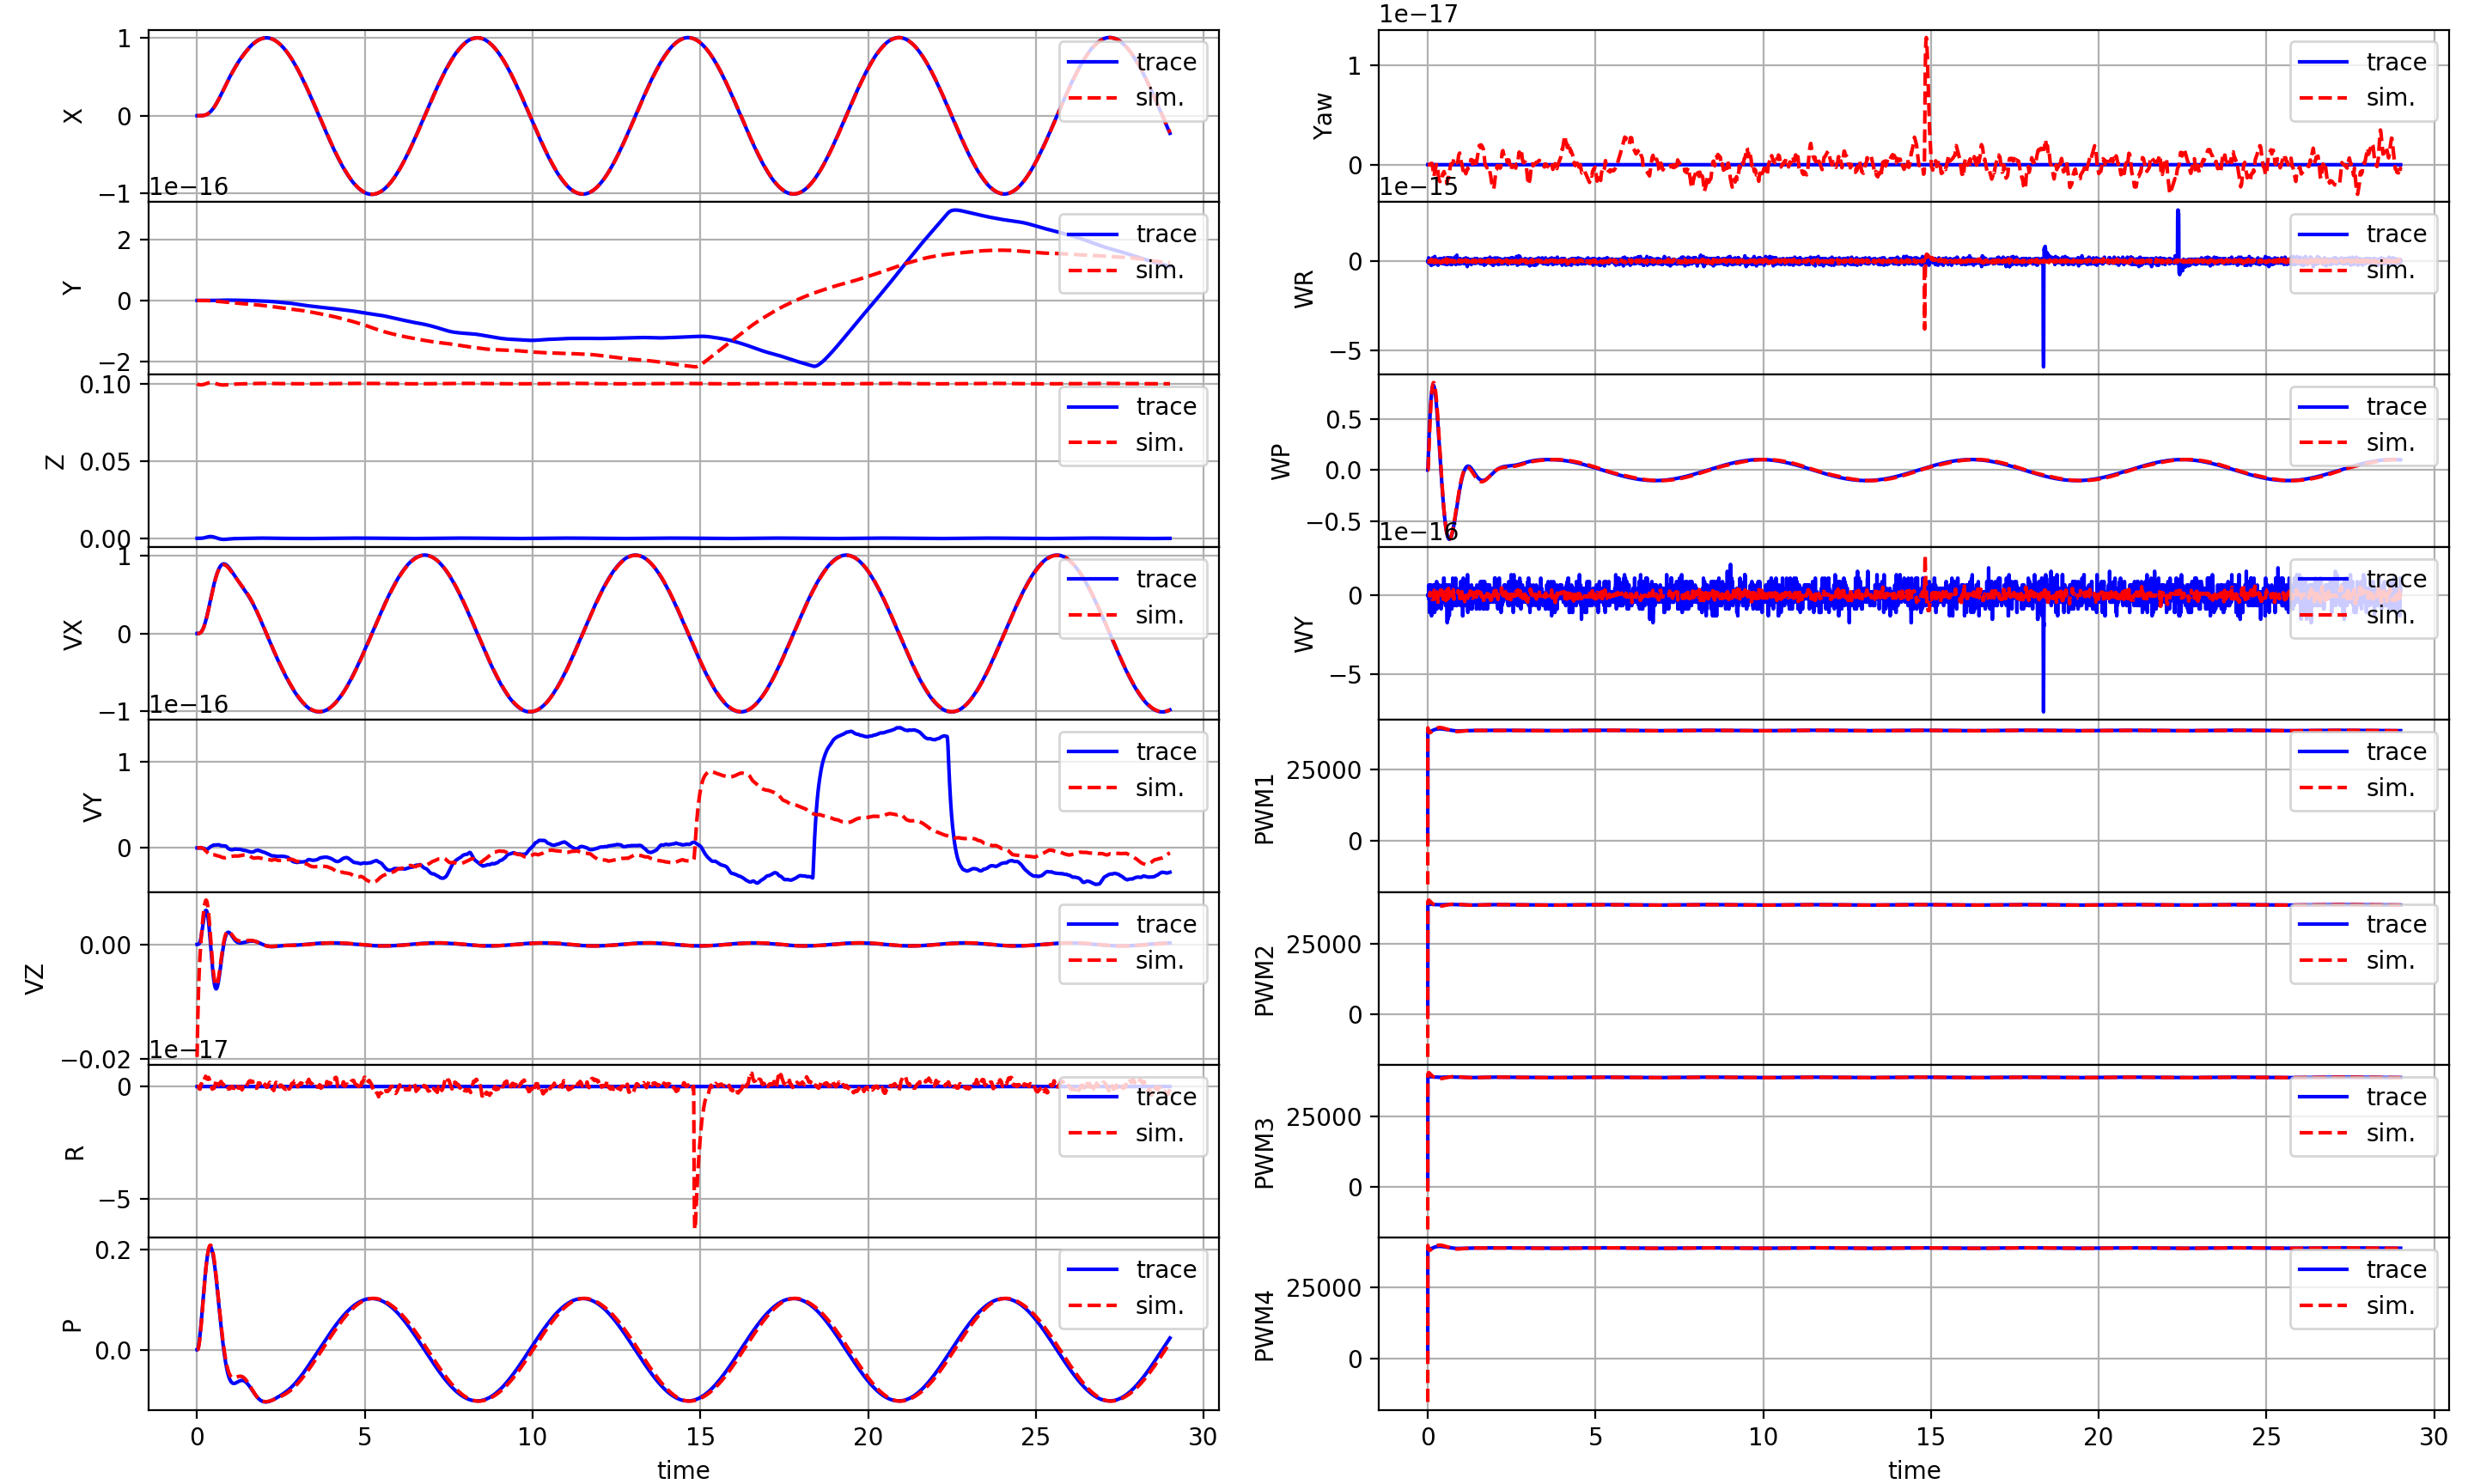 1
0
−1
X
trace
sim.
1e−16
2
0
−2
Y
trace
sim.
0.10
0.05
0.00
Z
trace
sim.
1
0
−1
VX
trace
sim.
1e−16
1
0
VY
trace
sim.
0.00
−0.02
VZ
trace
sim.
1e−17
0
−5
R
trace
sim.
0.2
0.0
P
trace
sim.
0 5 10 15 20 25 30
time
1e−17
1
0
Yaw
trace
sim.
1e−15
0
−5
WR
trace
sim.
0.5
0.0
−0.5
WP
trace
sim.
1e−16
0
−5
WY
trace
sim.
25000
0
PWM1
trace
sim.
25000
0
PWM2
trace
sim.
25000
0
PWM3
trace
sim.
25000
0
PWM4
trace
sim.
0 5 10 15 20 25 30
time